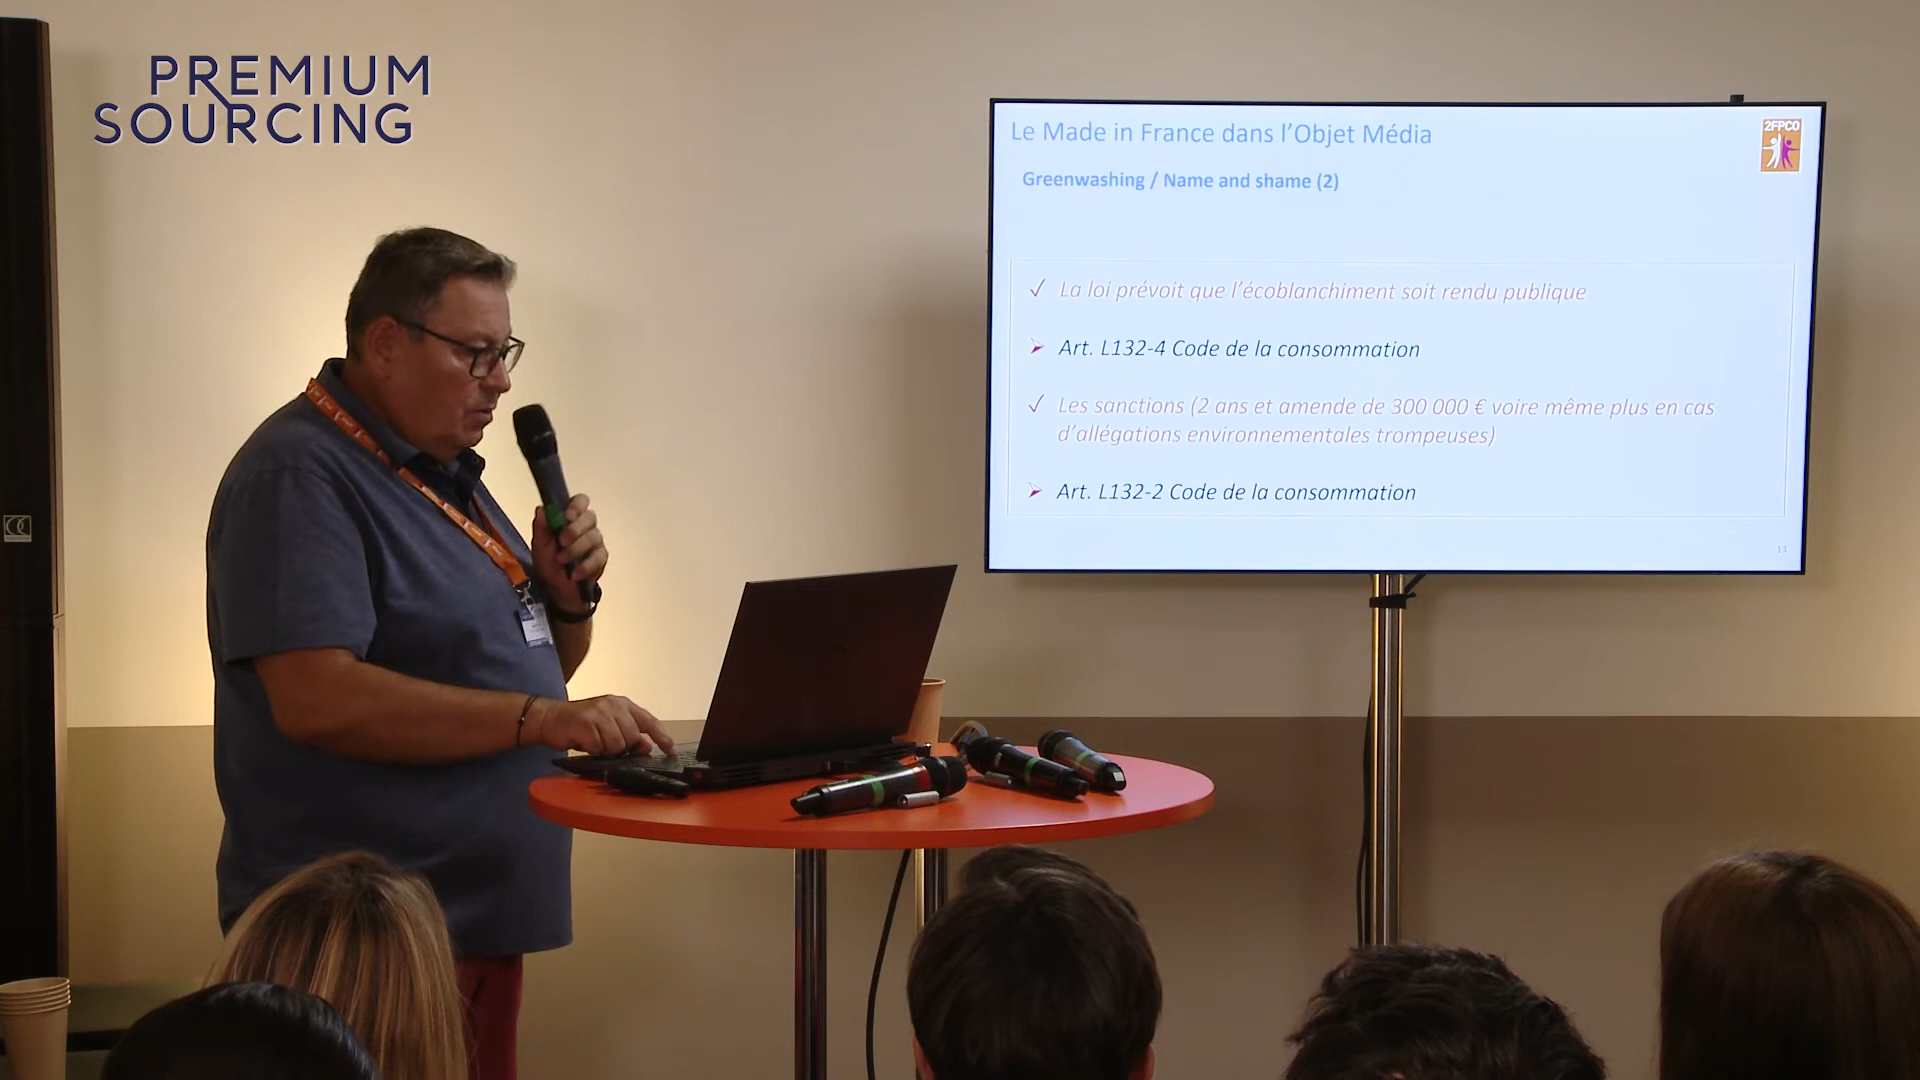 PREMIUM
SOURCING
Le Made in France dans l'Objet Média
2FPCO
Greenwashing / Name and shame (2)
✓ La loi prévoit que l'écoblanchiment soit rendu publique
➢ Art. L132-4 Code de la consommation
✓ Les sanctions (2 ans et amende de 300 000 € voire même plus en cas
d'allégations environnementales trompeuses)
➢ Art. L132-2 Code de la consommation